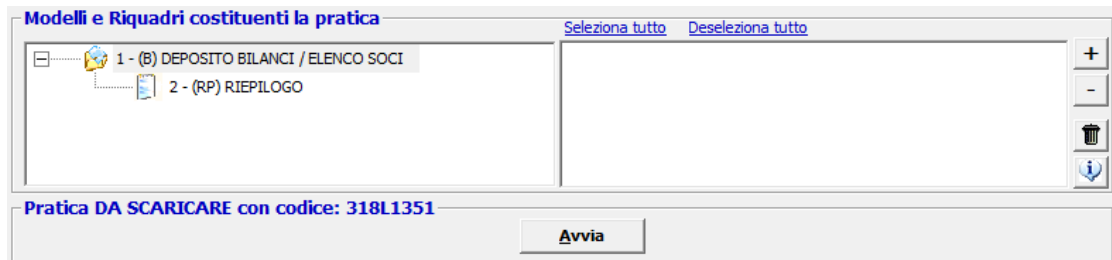 Modelli e Riquadri costituenti la pratica
Seleziona tutto Deseleziona tutto
1 - (B) DEPOSITO BILANCI / ELENCO SOCI
2 - (RP) RIEPILOGO
+
-
Pratica DA SCARICARE con codice: 318L1351
Avvia